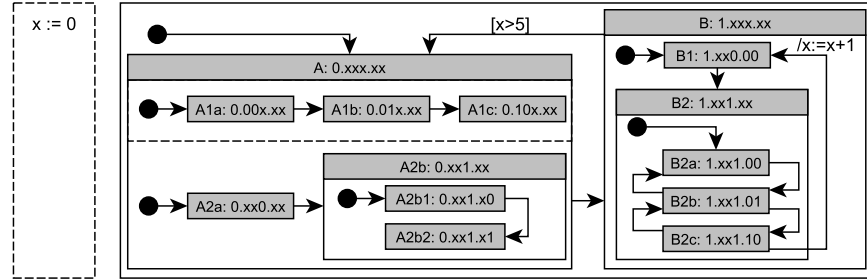 x := 0
[x>5]
B: 1.xxx.xx
/x:=x+1
B1: 1.xx0.00
A: 0.xxx.xx
A1a: 0.00x.xx
A1b: 0.01x.xx
A1c: 0.10x.xx
B2: 1.xx1.xx
A2b: 0.xx1.xx
B2a: 1.xx1.00
A2a: 0.xx0.xx
A2b1: 0.xx1.x0
B2b: 1.xx1.01
A2b2: 0.xx1.x1
B2c: 1.xx1.10